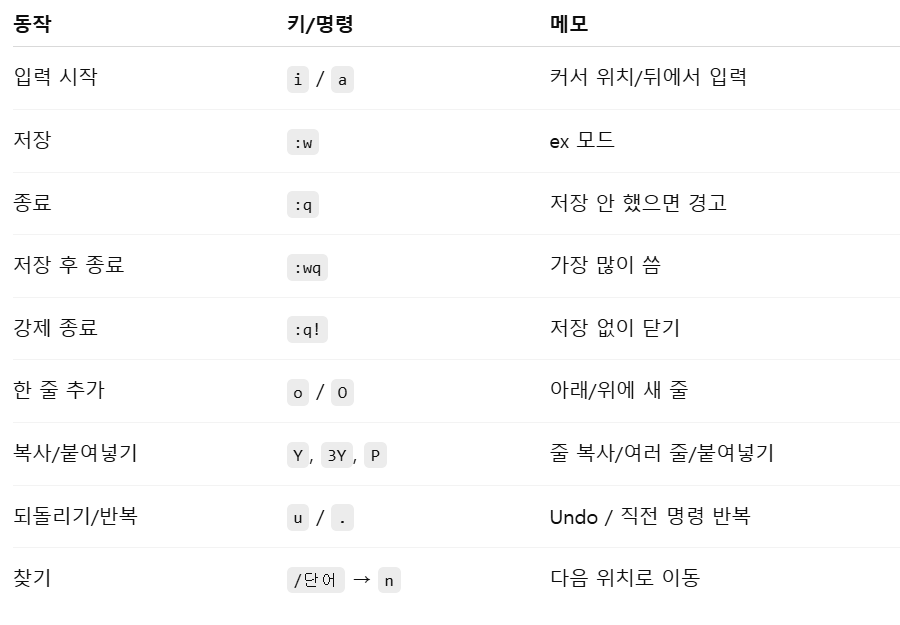 동작 키/명령 메모
입력 시작 i / a 커서 위치/뒤에서 입력
저장 :w ex 모드
종료 :q 저장 안 했으면 경고
저장 후 종료 :wq 가장 많이 씀
강제 종료 :q! 저장 없이 닫기
한 줄 추가 o / O 아래/위에 새 줄
복사/붙여넣기 Y, 3Y, P 줄 복사/여러 줄/붙여넣기
되돌리기/반복 u / . Undo / 직전 명령 반복
찾기 /단어 → n 다음 위치로 이동